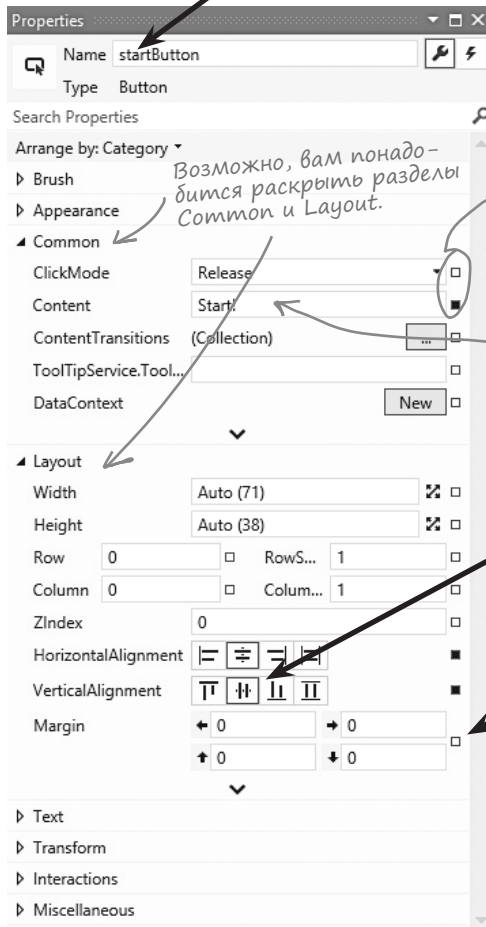 Properties
Name startButton
Type Button
Search Properties
Arrange by: Category
Возможно, вам понадо-
бится раскрыть разделы
Common и Layout.
Brush
Appearance
Common
ClickMode Release
Content Start!
ContentTransitions (Collection) ...
ToolTipService.Tool...
DataContext New
Layout
Width Auto (71)
Height Auto (38)
Row 0 RowS... 1
Column 0 Colum... 1
ZIndex 0
HorizontalAlignment
VerticalAlignment
Margin 0 0
0 0
Text
Transform
Interactions
Miscellaneous